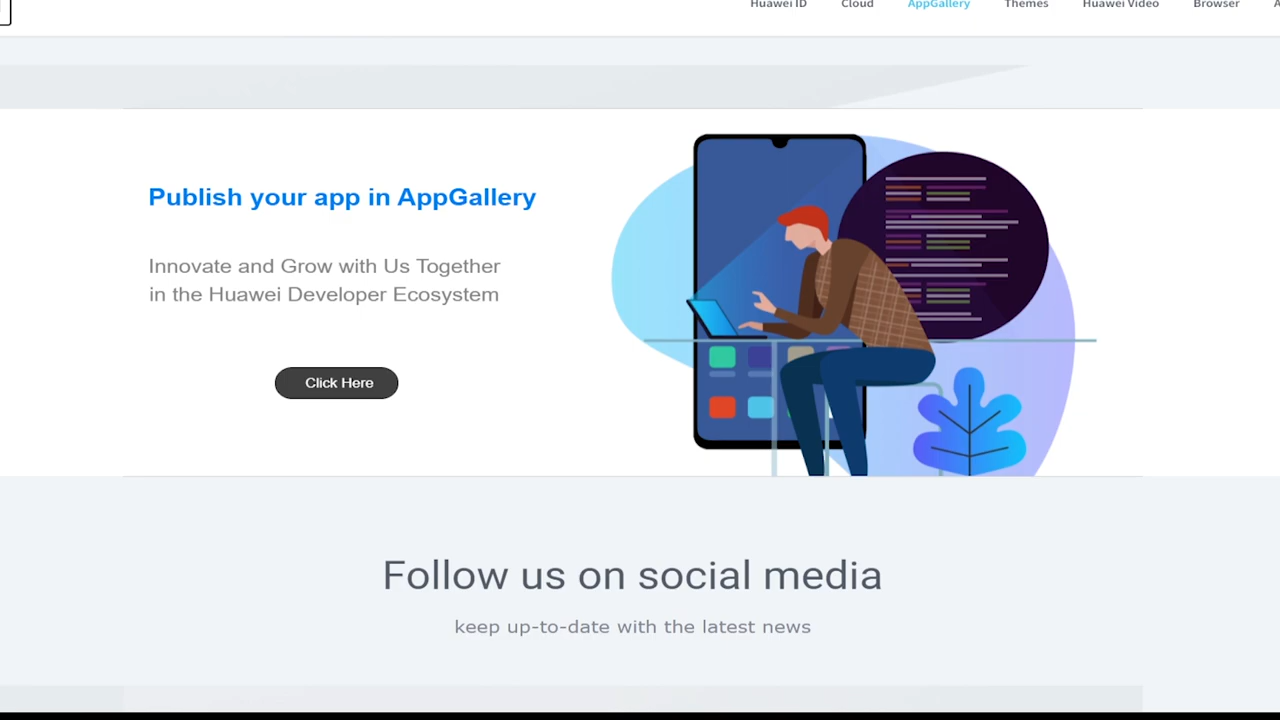 Huawei ID
Cloud
AppGallery
Themes
Huawei Video
Browser
Publish your app in AppGallery
Innovate and Grow with Us Together
in the Huawei Developer Ecosystem
Click Here
Follow us on social media
keep up-to-date with the latest news